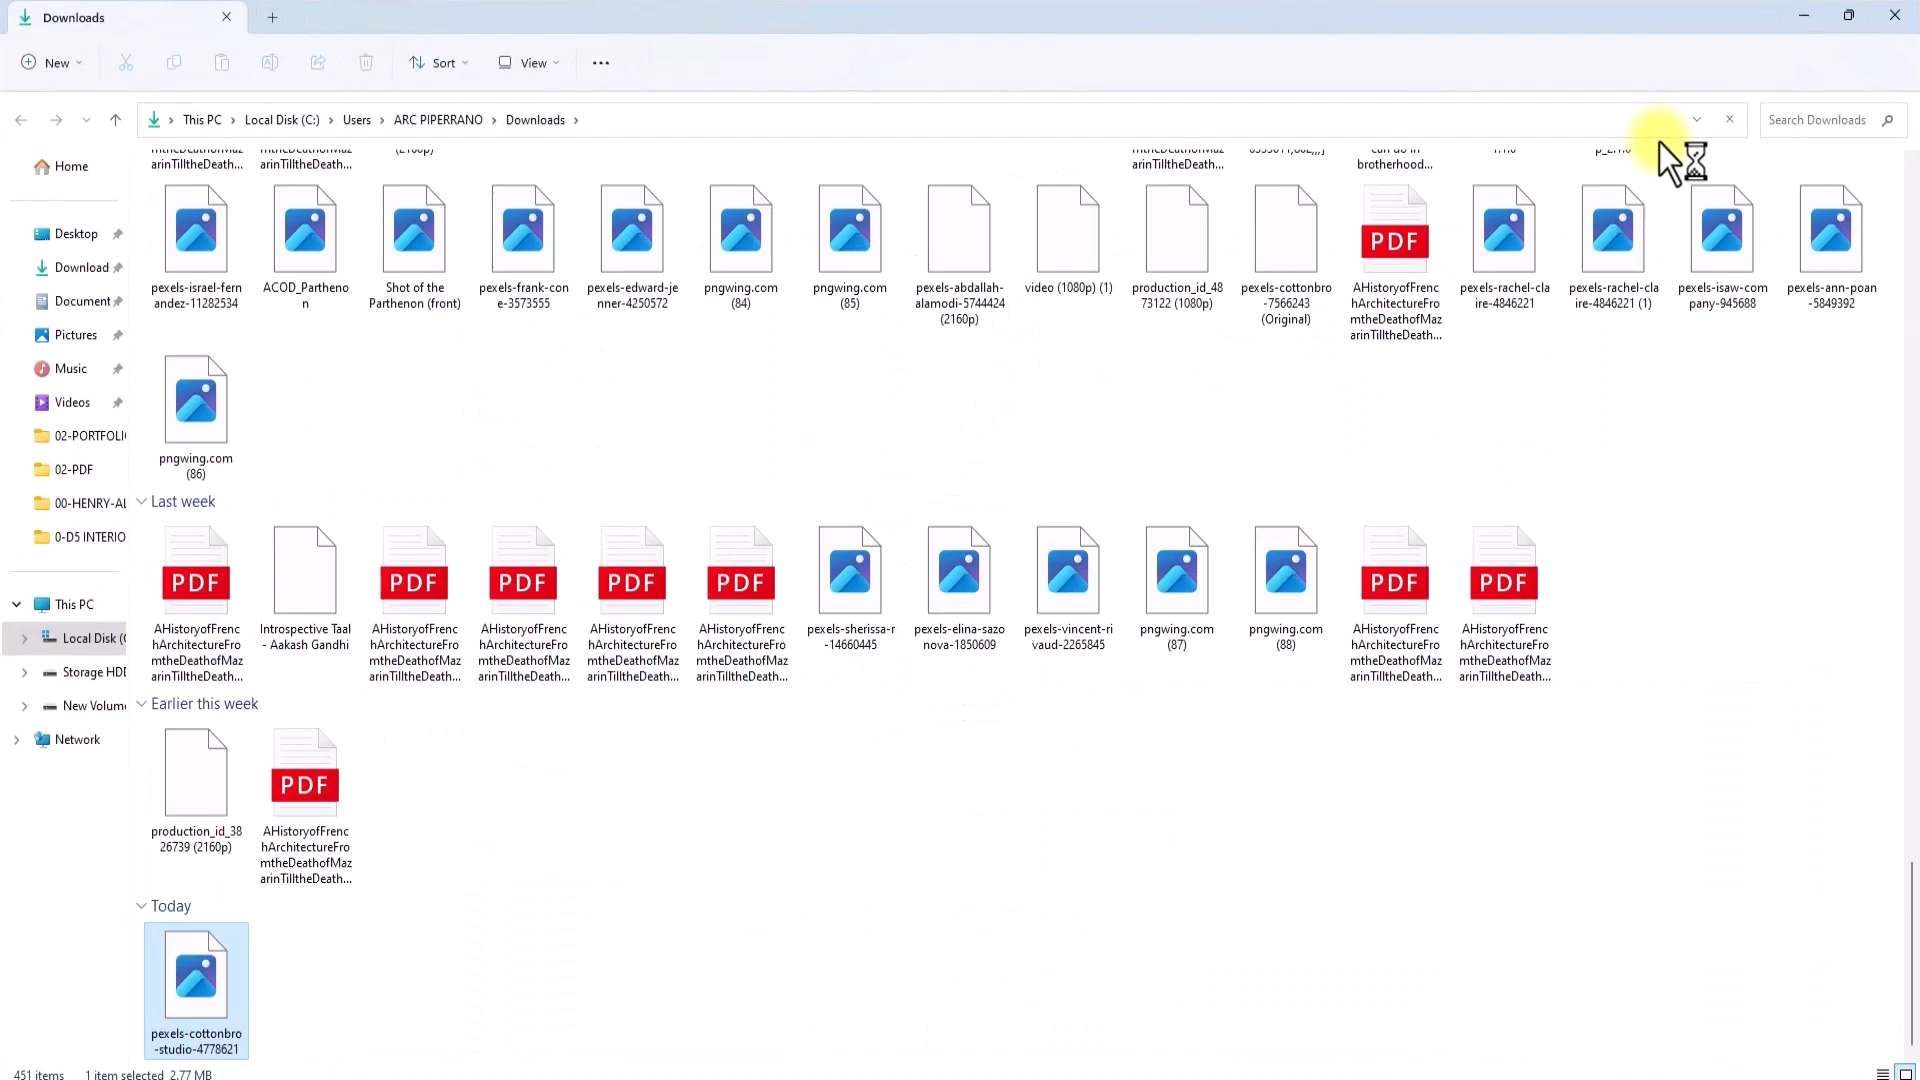 Downloads
New
Sort
View
This PC > Local Disk (C:) > Users > ARC PIPERRANO > Downloads >
Search Downloads
Home
Desktop
Download
Document
Pictures
Music
Videos
02-PORTFOLI
02-PDF
00-HENRY-AL
0-D5 INTERIO
This PC
Local Disk (
Storage HDD
New Volum
Network
arinTilltheDeath...
arinTilltheDeath...
(2160p)
arinTilltheDeath...
brotherhood...
pexels-israel-fern
andez-11282534
ACOD_Partheno
n
Shot of the
Parthenon (front)
pexels-frank-con
e-3573555
pexels-edward-je
nner-4250572
pngwing.com
(84)
pngwing.com
(85)
pexels-abdallah-
alamodi-5744424
(2160p)
video (1080p) (1)
production_id_48
73122 (1080p)
pexels-cottonbro
-7566243
(Original)
PDF
AHistoryofFrenc
hArchitectureFro
mtheDeathofMaz
arinTilltheDeath...
pexels-rachel-cla
ire-4846221
pexels-rachel-cla
ire-4846221 (1)
pexels-isaw-com
pany-945688
pexels-ann-poan
-5849392
pngwing.com
(86)
Last week
PDF
AHistoryofFrenc
hArchitectureFro
mtheDeathofMaz
arinTilltheDeath...
Introspective Taal
- Aakash Gandhi
PDF
AHistoryofFrenc
hArchitectureFro
mtheDeathofMaz
arinTilltheDeath...
PDF
AHistoryofFrenc
hArchitectureFro
mtheDeathofMaz
arinTilltheDeath...
PDF
AHistoryofFrenc
hArchitectureFro
mtheDeathofMaz
arinTilltheDeath...
PDF
AHistoryofFrenc
hArchitectureFro
mtheDeathofMaz
arinTilltheDeath...
pexels-sherissa-r
-14660445
pexels-elina-sazo
nova-1850609
pexels-vincent-ri
vaud-2265845
pngwing.com
(87)
pngwing.com
(88)
PDF
AHistoryofFrenc
hArchitectureFro
mtheDeathofMaz
arinTilltheDeath...
PDF
AHistoryofFrenc
hArchitectureFro
mtheDeathofMaz
arinTilltheDeath...
Earlier this week
production_id_38
26739 (2160p)
PDF
AHistoryofFrenc
hArchitectureFro
mtheDeathofMaz
arinTilltheDeath...
Today
pexels-cottonbro
-studio-4778621
451 items 1 item selected 2.77 MB